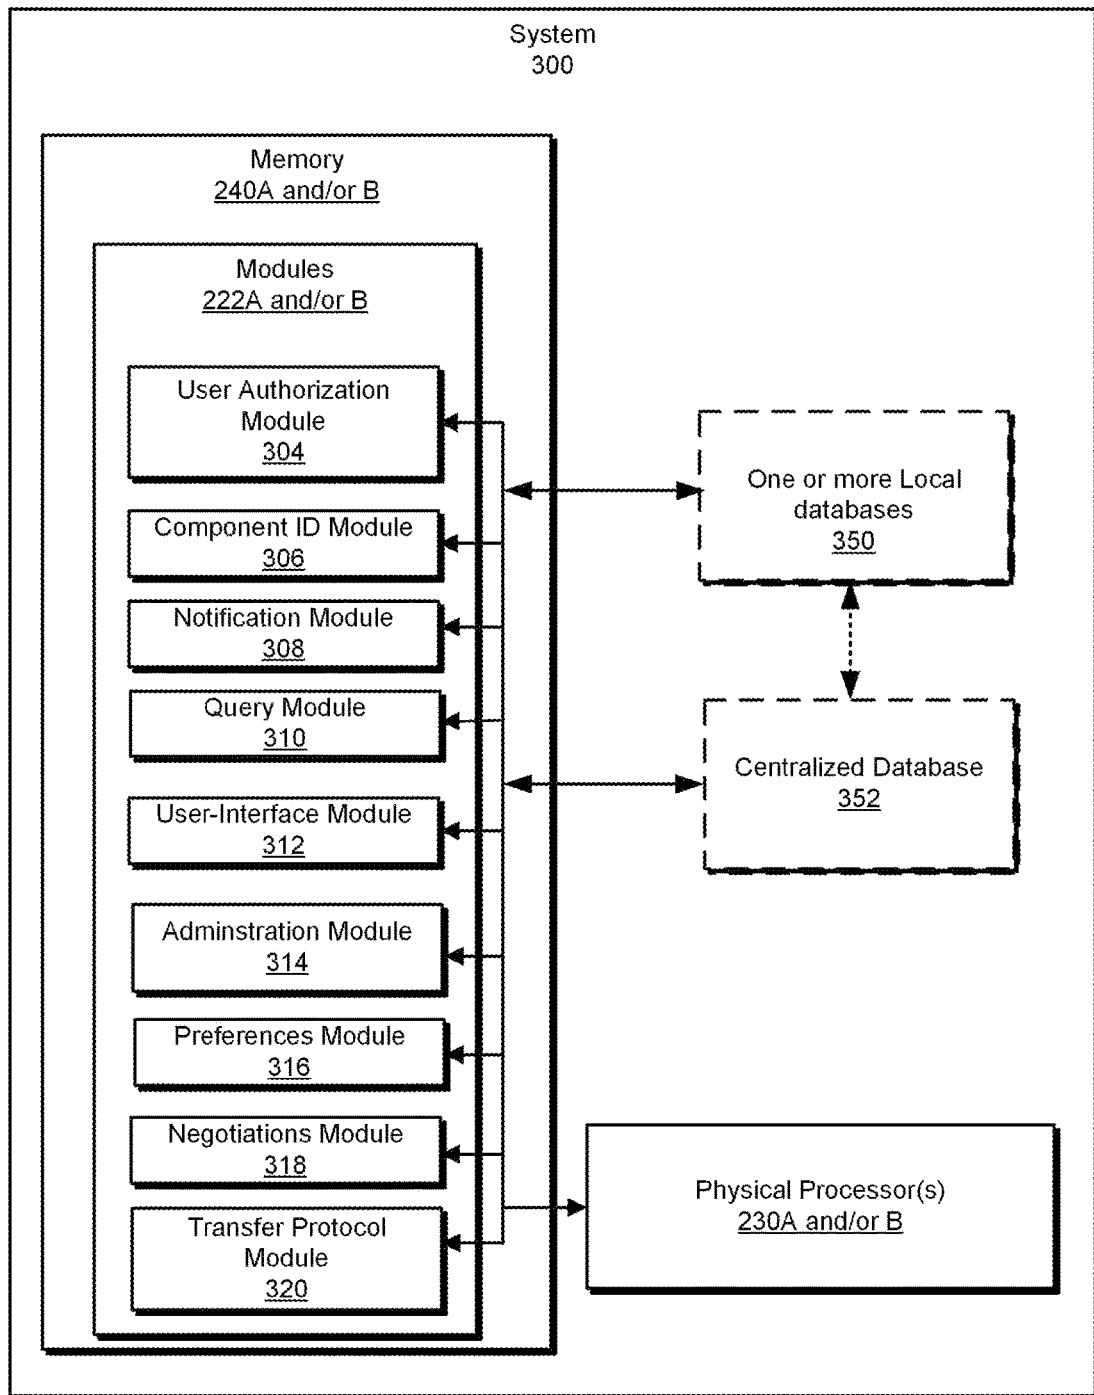 System
300
Memory
240A and/or B
Modules
222A and/or B
User Authorization
Module
304
Component ID Module
306
Notification Module
308
Query Module
310
User-Interface Module
312
Adminstration Module
314
Preferences Module
316
Negotiations Module
318
Transfer Protocol
Module
320
One or more Local
databases
350
Centralized Database
352
Physical Processor(s)
230A and/or B